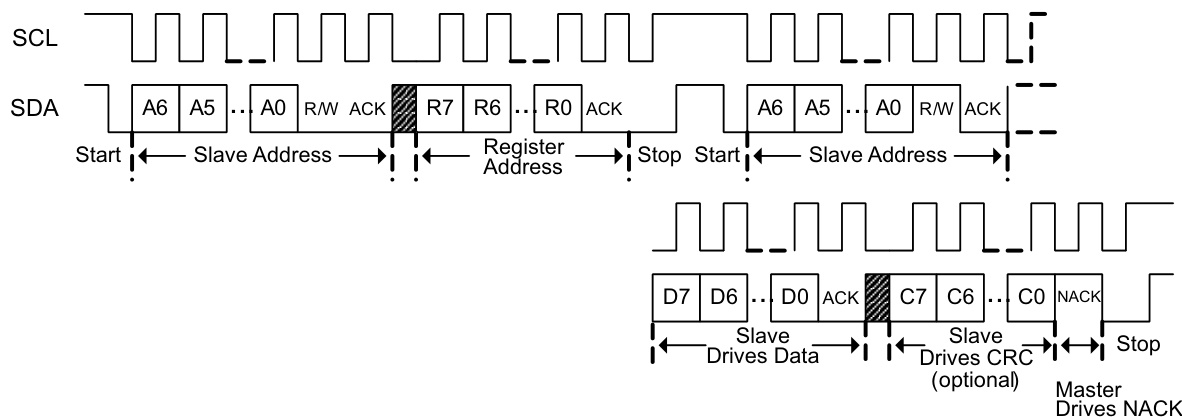 SCL
SDA A6 A5 ... A0 R/W ACK R7 R6 ... R0 ACK A6 A5 ... A0 R/W ACK
Start Slave Address Register Address Stop Start Slave Address
D7 D6 ... D0 ACK C7 C6 ... C0 NACK
Slave Drives Data Slave Drives CRC (optional) Stop
Master Drives NACK